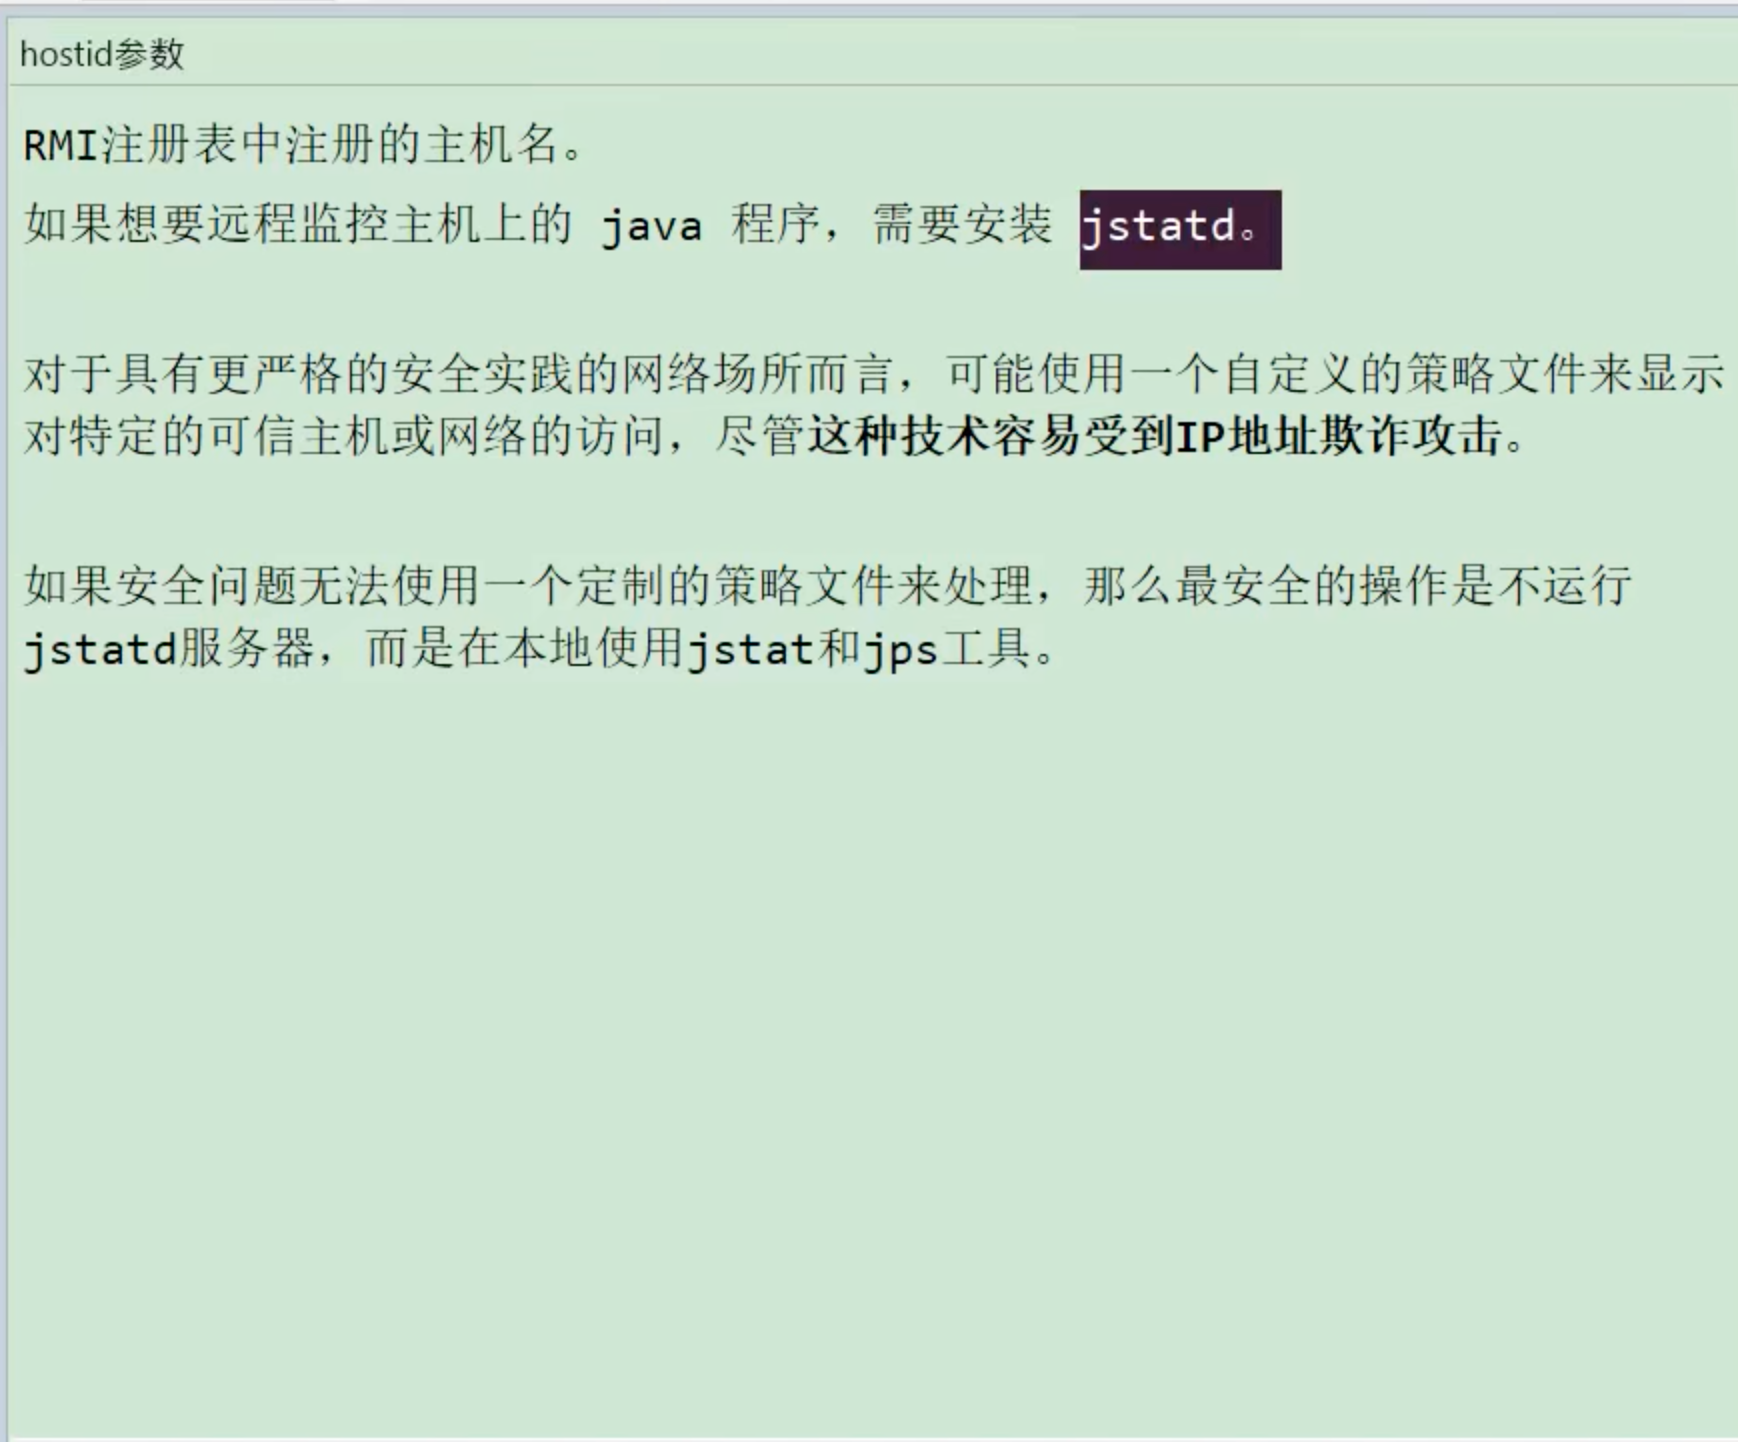 hostid参数
RMI注册表中注册的主机名。
如果想要远程监控主机上的 java 程序，需要安装 jstatd。
对于具有更严格的安全实践的网络场所而言，可能使用一个自定义的策略文件来显示
对特定的可信主机或网络的访问，尽管这种技术容易受到IP地址欺诈攻击。
如果安全问题无法使用一个定制的策略文件来处理，那么最安全的操作是不运行
jstatd服务器，而是在本地使用jstat和jps工具。